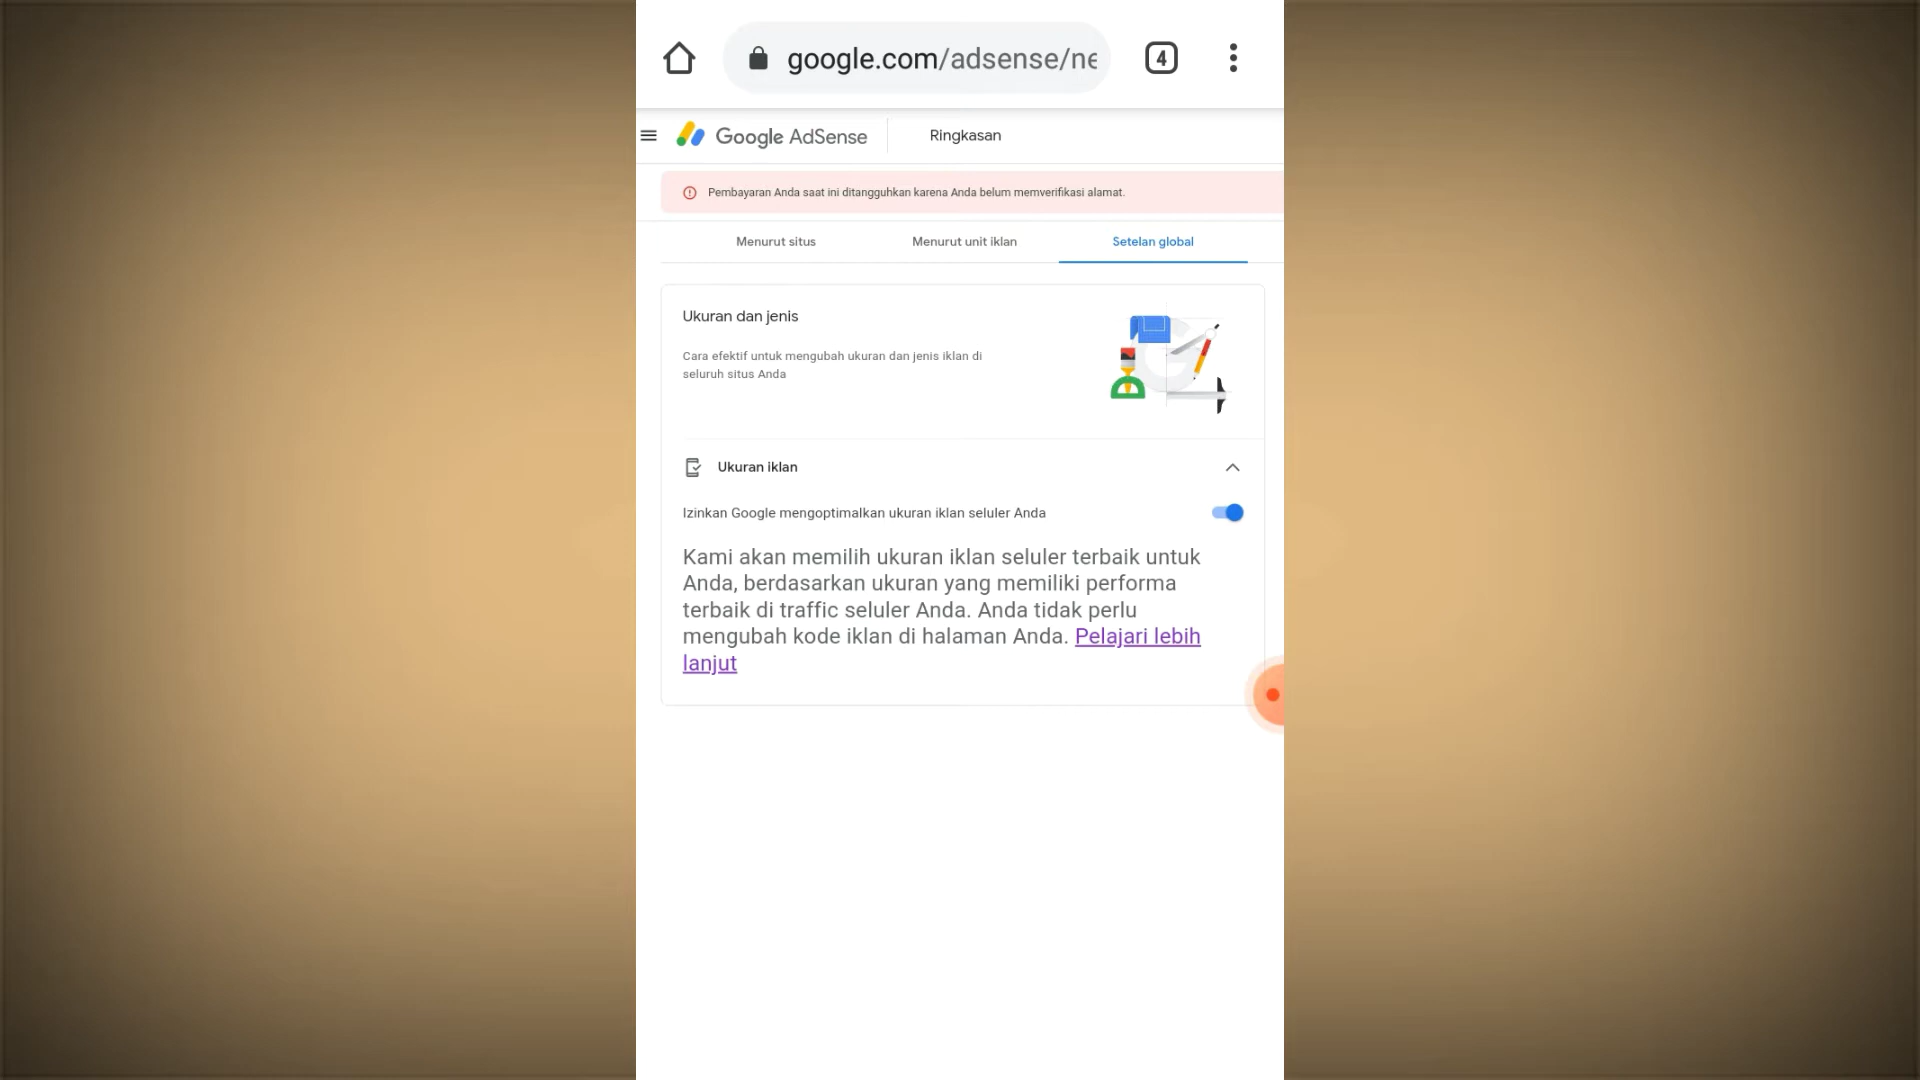 google.com/adsense/ne
4
Google AdSense
Ringkasan
Pembayaran Anda saat ini ditangguhkan karena Anda belum memverifikasi alamat.
Menurut situs
Menurut unit iklan
Setelan global
Ukuran dan jenis
Cara efektif untuk mengubah ukuran dan jenis iklan di
seluruh situs Anda
Ukuran iklan
Izinkan Google mengoptimalkan ukuran iklan seluler Anda
Kami akan memilih ukuran iklan seluler terbaik untuk
Anda, berdasarkan ukuran yang memiliki performa
terbaik di traffic seluler Anda. Anda tidak perlu
mengubah kode iklan di halaman Anda. Pelajari lebih
lanjut